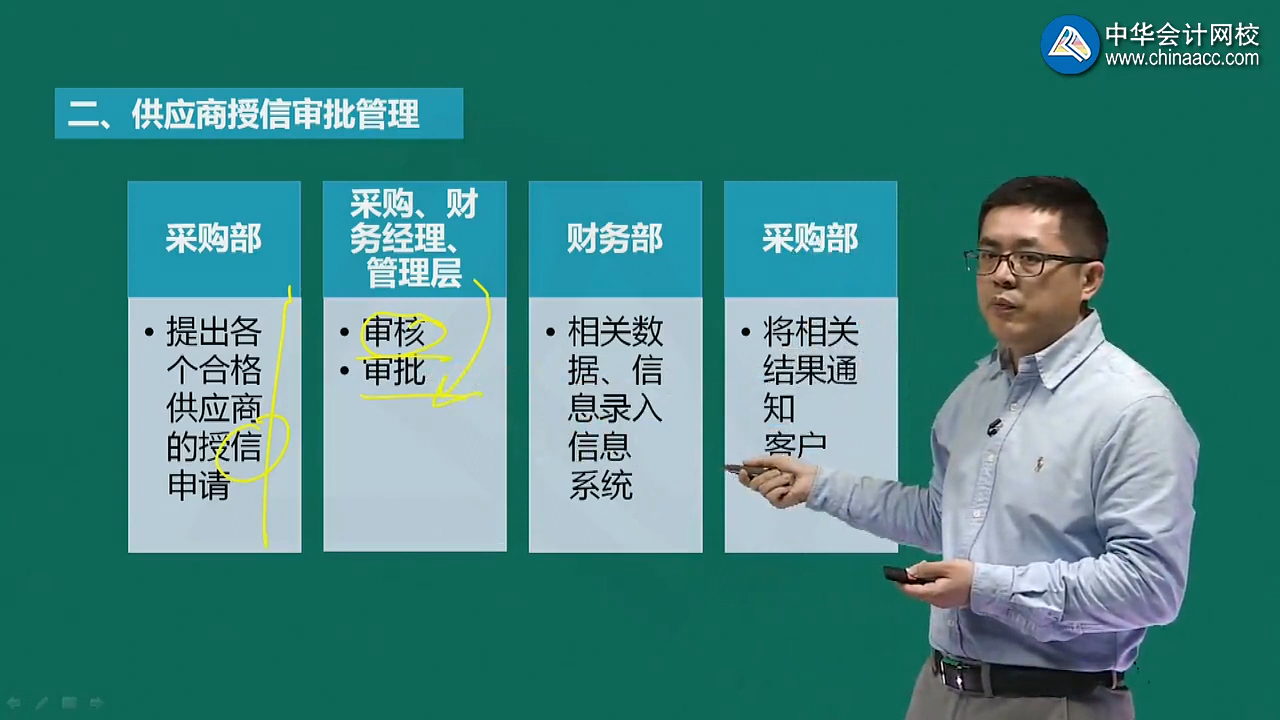 中华会计网校
www.chinaacc.com
二、供应商授信审批管理
采购部
• 提出各
个合格
供应商
的授信
申请
采购、财
务经理、
管理层
• 审核
• 审批
财务部
• 相关数
据、信
息录入
信息
系统
采购部
• 将相关
结果通
知
客户